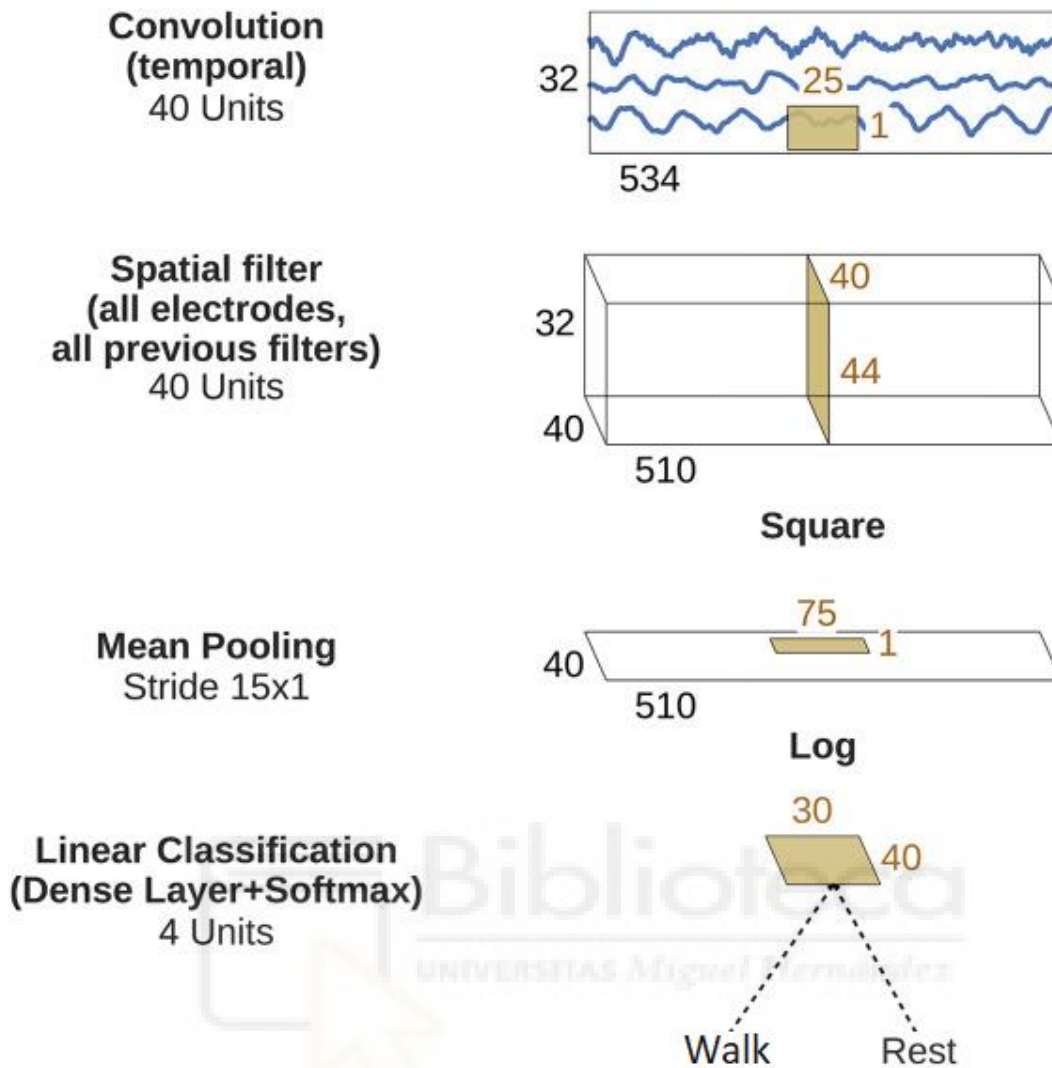 Convolution
(temporal)
40 Units
32
25
1
534
Spatial filter
(all electrodes,
all previous filters)
40 Units
32
40
44
40
510
Square
Mean Pooling
Stride 15x1
75
1
40
510
Log
Linear Classification
(Dense Layer+Softmax)
4 Units
30
40
Biblioteca
UNIVERSITAS Miguel Hernández
Walk
Rest